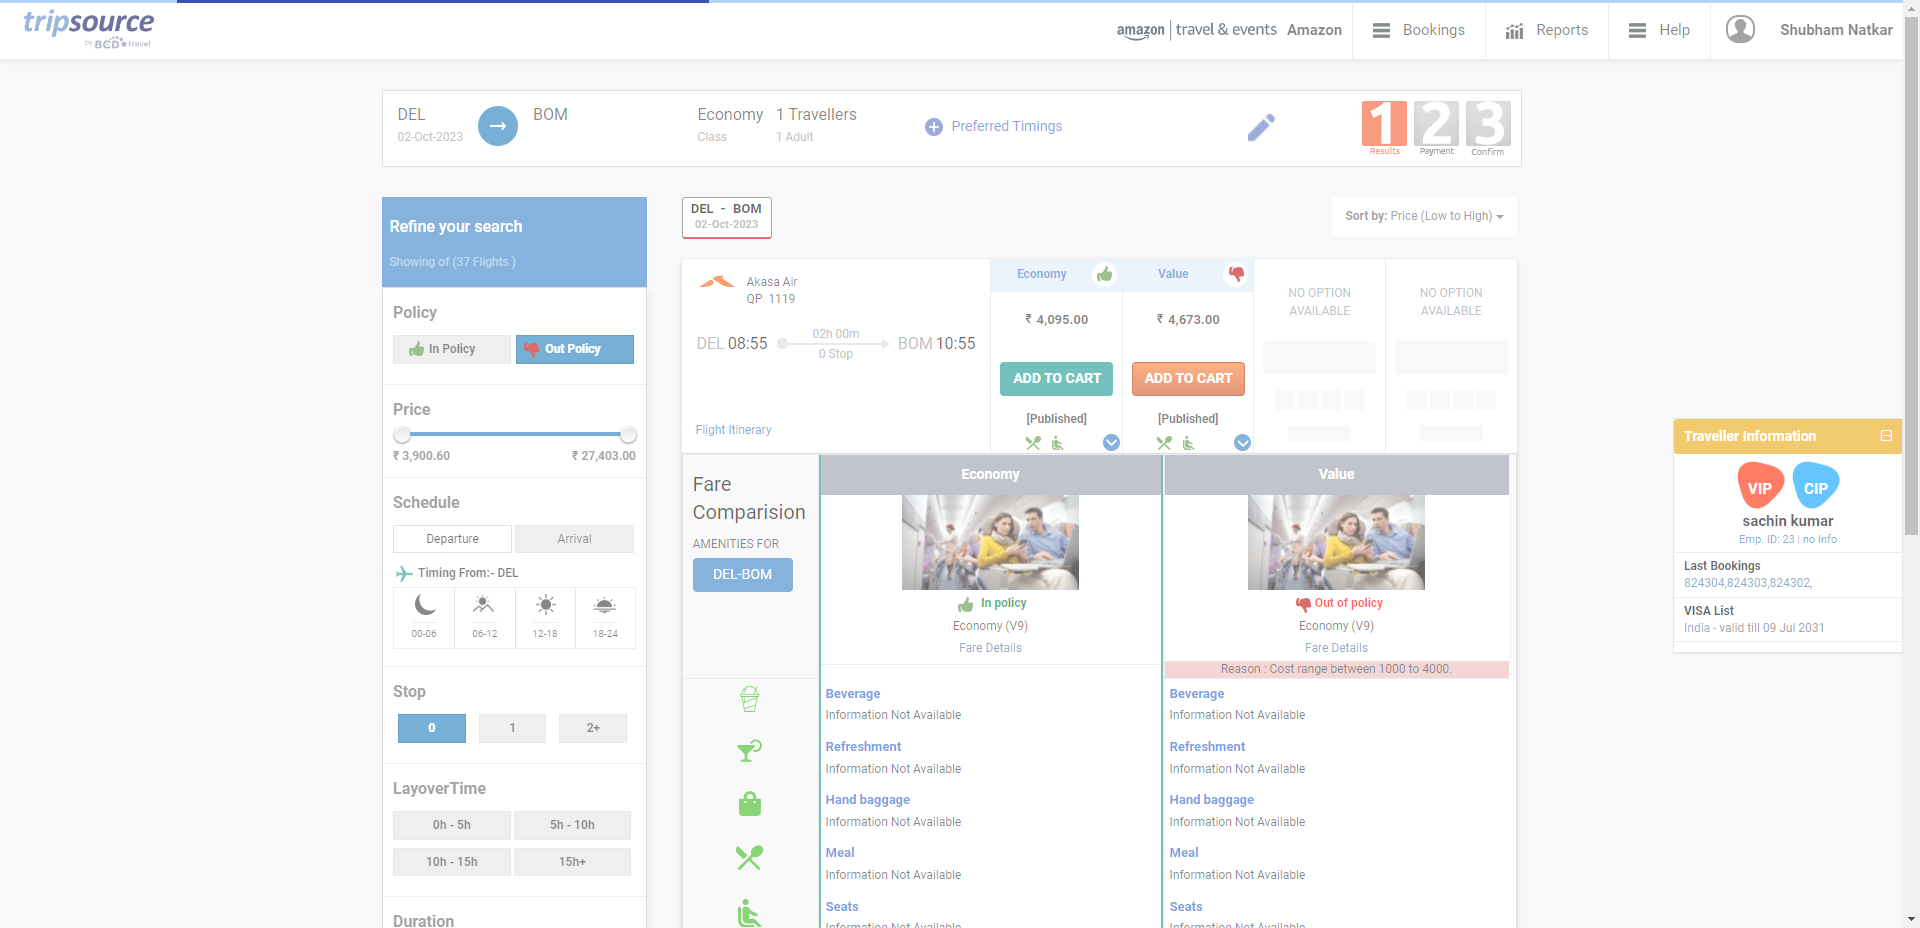 tripsource
by BCD travel
amazon | travel & events Amazon
Bookings
Reports
Help
Shubham Natkar
DEL
02-Oct-2023
BOM
Economy
Class
1 Travellers
1 Adult
Preferred Timings
1 2 3
Results Payment Confirm
Refine your search
Showing of (37 Flights )
Policy
In Policy
Out Policy
Price
₹ 3,900.60
₹ 27,403.00
Schedule
Departure
Arrival
Timing From:- DEL
00-06
06-12
12-18
18-24
Stop
0
1
2+
LayoverTime
0h - 5h
5h - 10h
10h - 15h
15h+
Duration
DEL - BOM
02-Oct-2023
Sort by: Price (Low to High)
Akasa Air
QP 1119
DEL 08:55
02h 00m
0 Stop
BOM 10:55
Flight Itinerary
Economy
₹ 4,095.00
ADD TO CART
[Published]
Value
₹ 4,673.00
ADD TO CART
[Published]
NO OPTION
AVAILABLE
NO OPTION
AVAILABLE
Fare
Comparision
AMENITIES FOR
DEL-BOM
Economy
In policy
Economy (V9)
Fare Details
Value
Out of policy
Economy (V9)
Fare Details
Reason : Cost range between 1000 to 4000.
Beverage
Information Not Available
Beverage
Information Not Available
Refreshment
Information Not Available
Refreshment
Information Not Available
Hand baggage
Information Not Available
Hand baggage
Information Not Available
Meal
Information Not Available
Meal
Information Not Available
Seats
Information Not Available
Seats
Information Not Available
Traveller Information
VIP
CIP
sachin kumar
Emp. ID: 23 | no Info
Last Bookings
824304,824303,824302,
VISA List
India - valid till 09 Jul 2031